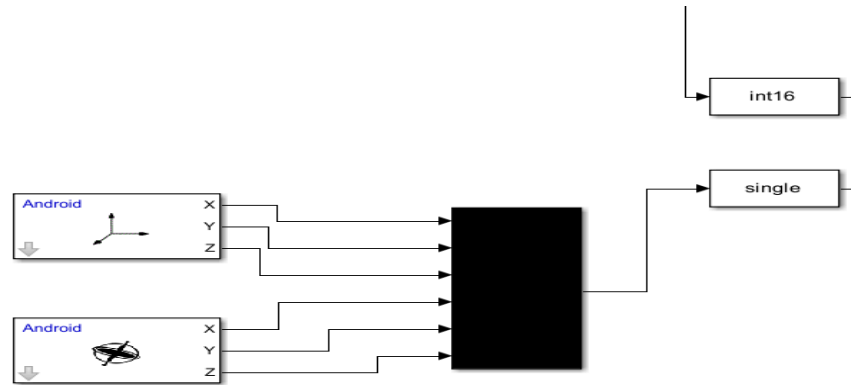 int16
single
Android
X
Y
Z
Android
X
Y
Z